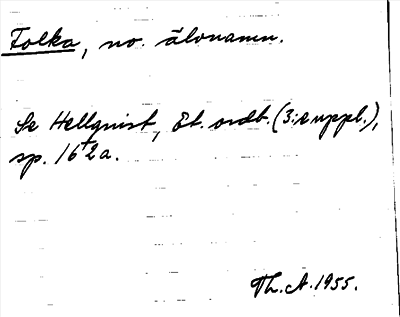 Folka, no. älvnamn.
Se Hellquist, Et. ordb. (3:e uppl.),
sp. 162a.
Th. A. 1955.